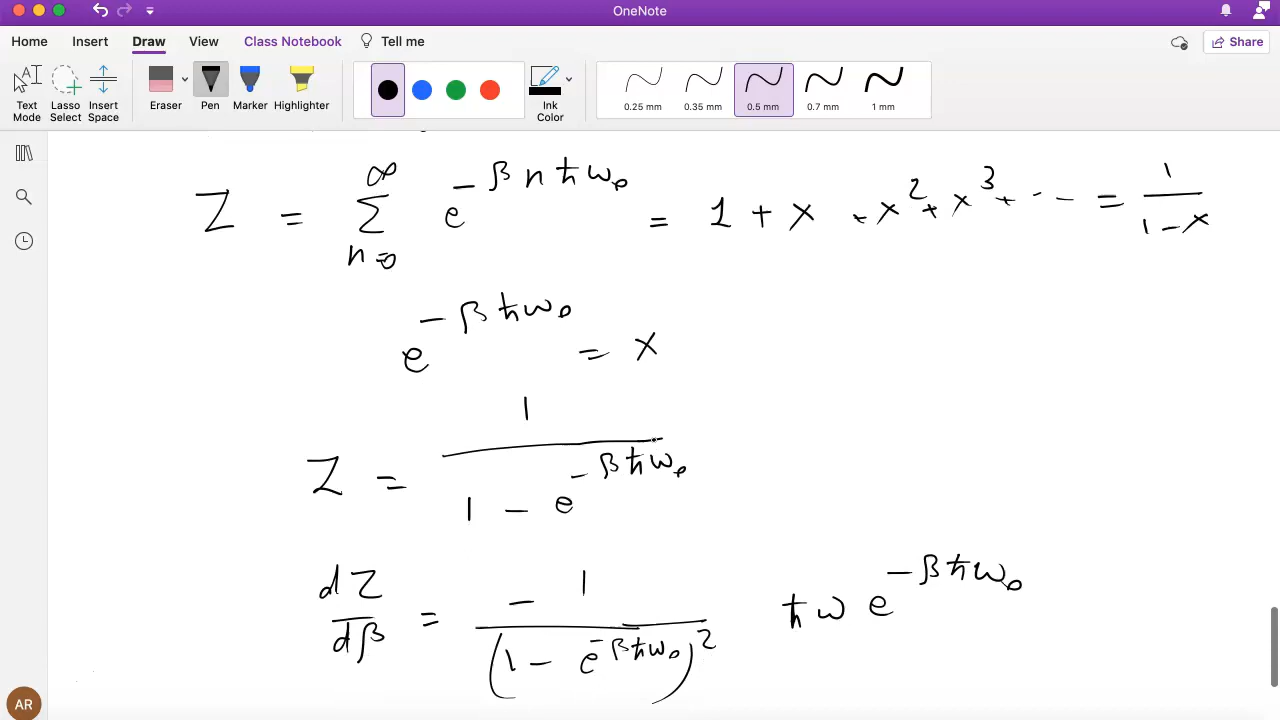 OneNote
Home Insert Draw View Class Notebook Tell me Share
Text Mode Lasso Select Insert Space Eraser Pen Marker Highlighter Ink Color 0.25 mm 0.35 mm 0.5 mm 0.7 mm 1 mm
Z = ∑_{n=0}^{∞} e^{-βnħω₀} = 1 + x + x² + x³ + ... = 1/(1-x)
e^{-βħω₀} = x
Z = 1/(1 - e^{-βħω₀})
dZ/dβ = -1/(1 - e^{-βħω₀})² ħω e^{-βħω₀}
AR